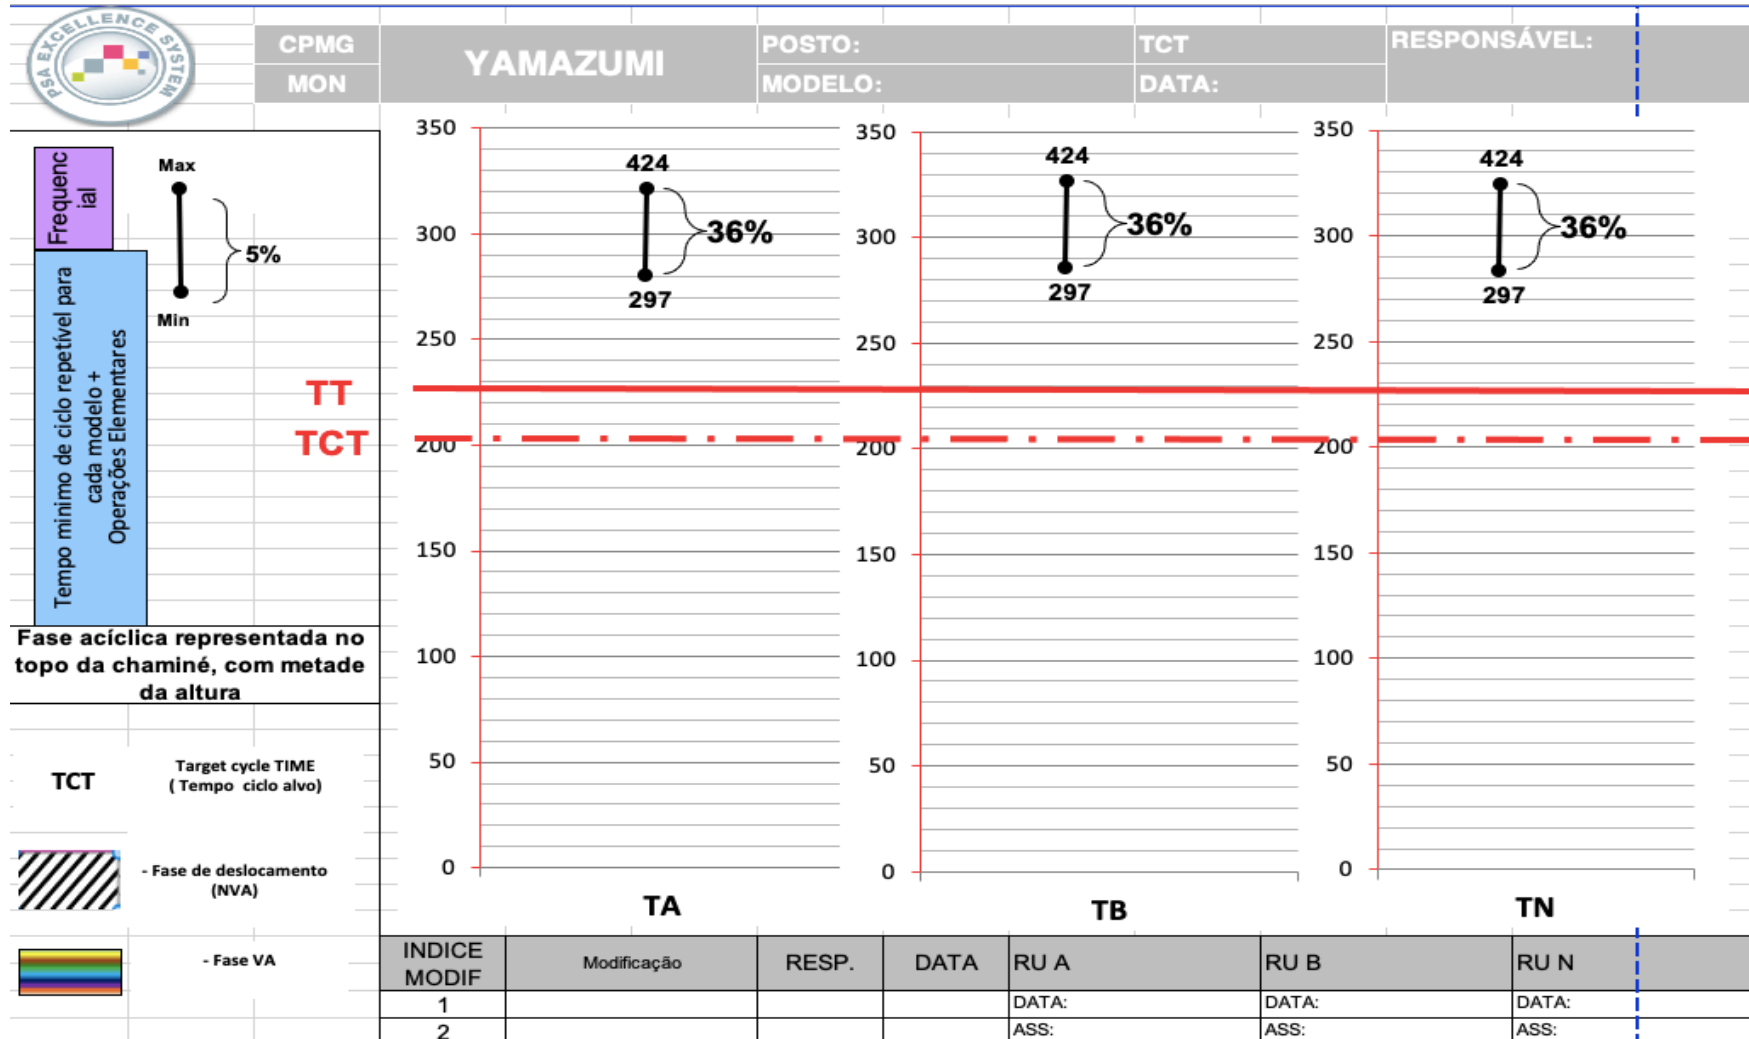 PSA EXCELLENCE SYSTEM
CPMG
MON
YAMAZUMI
POSTO:
MODELO:
TCT
DATA:
RESPONSÁVEL:
Frequenc
ial
Max
5%
Min
Tempo minimo de ciclo repetível para
cada modelo +
Operações Elementares
Fase acíclica representada no
topo da chaminé, com metade
da altura
TCT
Target cycle TIME
( Tempo ciclo alvo)
- Fase de deslocamento
(NVA)
- Fase VA
TT
TCT
350
300
250
200
150
100
50
0
424
36%
297
TA
350
300
250
200
150
100
50
0
424
36%
297
TB
350
300
250
200
150
100
50
0
424
36%
297
TN
INDICE
MODIF
Modificação
RESP.
DATA
RU A
RU B
RU N
1
DATA:
DATA:
DATA:
2
ASS:
ASS:
ASS: